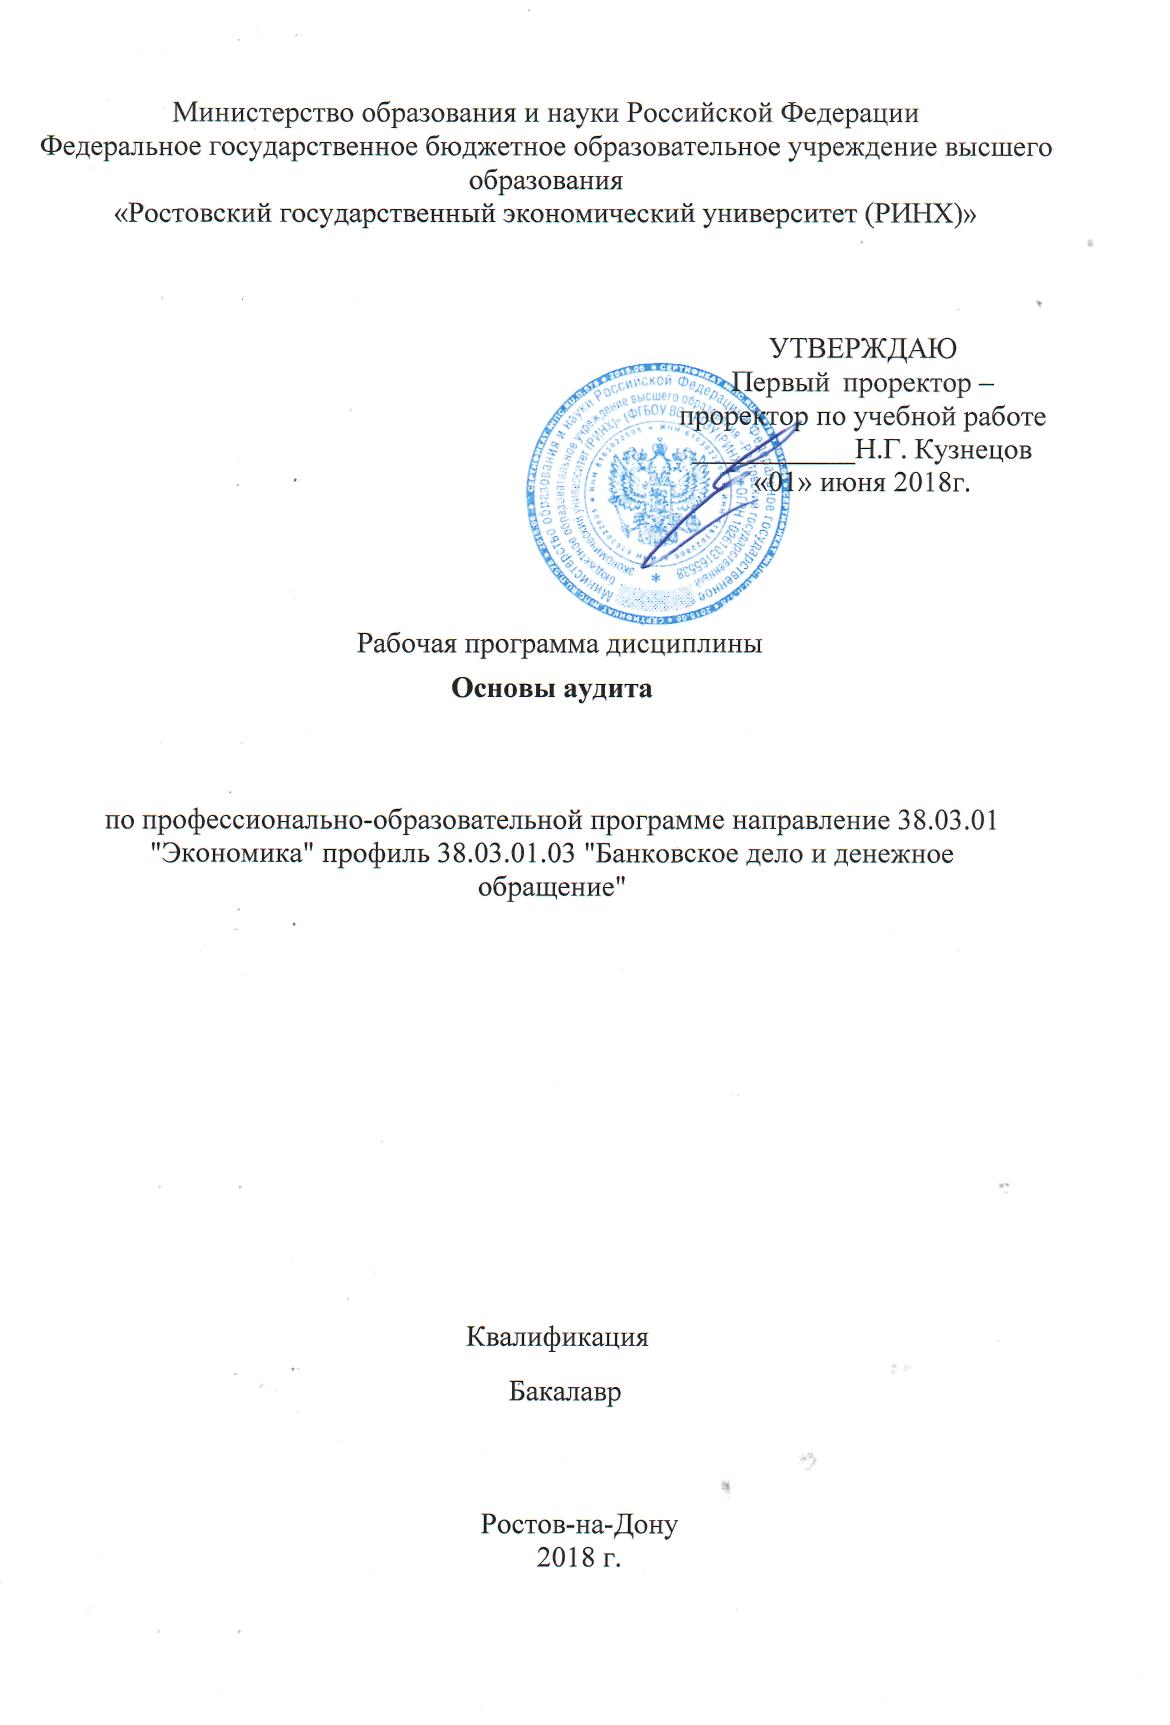 Министерство образования и науки Российской Федерации
Федеральное государственное бюджетное образовательное учреждение высшего
образования
«Ростовский государственный экономический университет (РИНХ)»
УТВЕРЖДАЮ
Первый проректор –
проректор по учебной работе
____________Н.Г. Кузнецов
«01» июня 2018г.
Рабочая программа дисциплины
Основы аудита
по профессионально-образовательной программе направление 38.03.01
"Экономика" профиль 38.03.01.03 "Банковское дело и денежное
обращение"
Квалификация
Бакалавр
Ростов-на-Дону
2018 г.